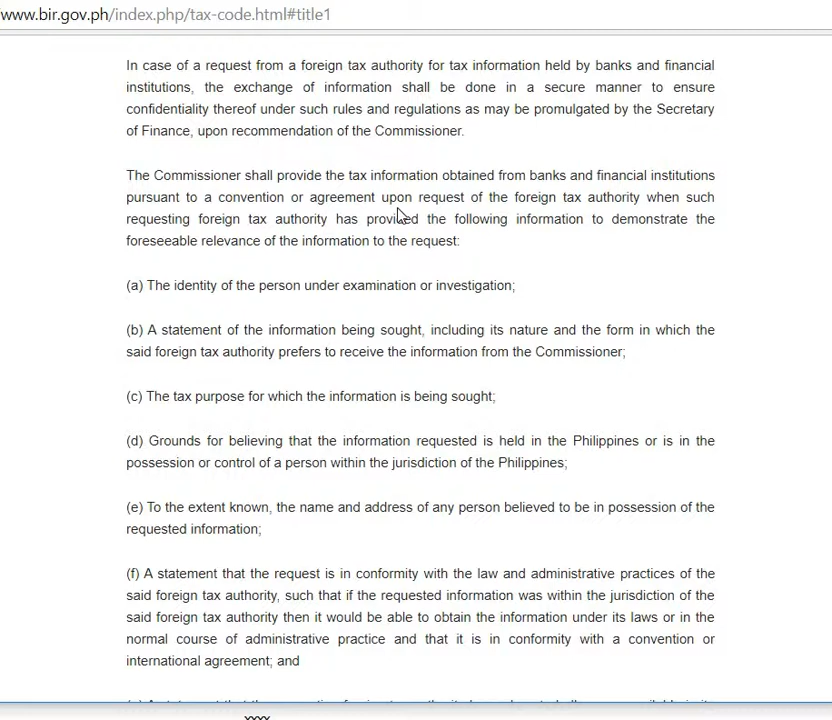 www.bir.gov.ph/index.php/tax-code.html#title1
In case of a request from a foreign tax authority for tax information held by banks and financial
institutions, the exchange of information shall be done in a secure manner to ensure
confidentiality thereof under such rules and regulations as may be promulgated by the Secretary
of Finance, upon recommendation of the Commissioner.
The Commissioner shall provide the tax information obtained from banks and financial institutions
pursuant to a convention or agreement upon request of the foreign tax authority when such
requesting foreign tax authority has provided the following information to demonstrate the
foreseeable relevance of the information to the request:
(a) The identity of the person under examination or investigation;
(b) A statement of the information being sought, including its nature and the form in which the
said foreign tax authority prefers to receive the information from the Commissioner;
(c) The tax purpose for which the information is being sought;
(d) Grounds for believing that the information requested is held in the Philippines or is in the
possession or control of a person within the jurisdiction of the Philippines;
(e) To the extent known, the name and address of any person believed to be in possession of the
requested information;
(f) A statement that the request is in conformity with the law and administrative practices of the
said foreign tax authority, such that if the requested information was within the jurisdiction of the
said foreign tax authority then it would be able to obtain the information under its laws or in the
normal course of administrative practice and that it is in conformity with a convention or
international agreement; and